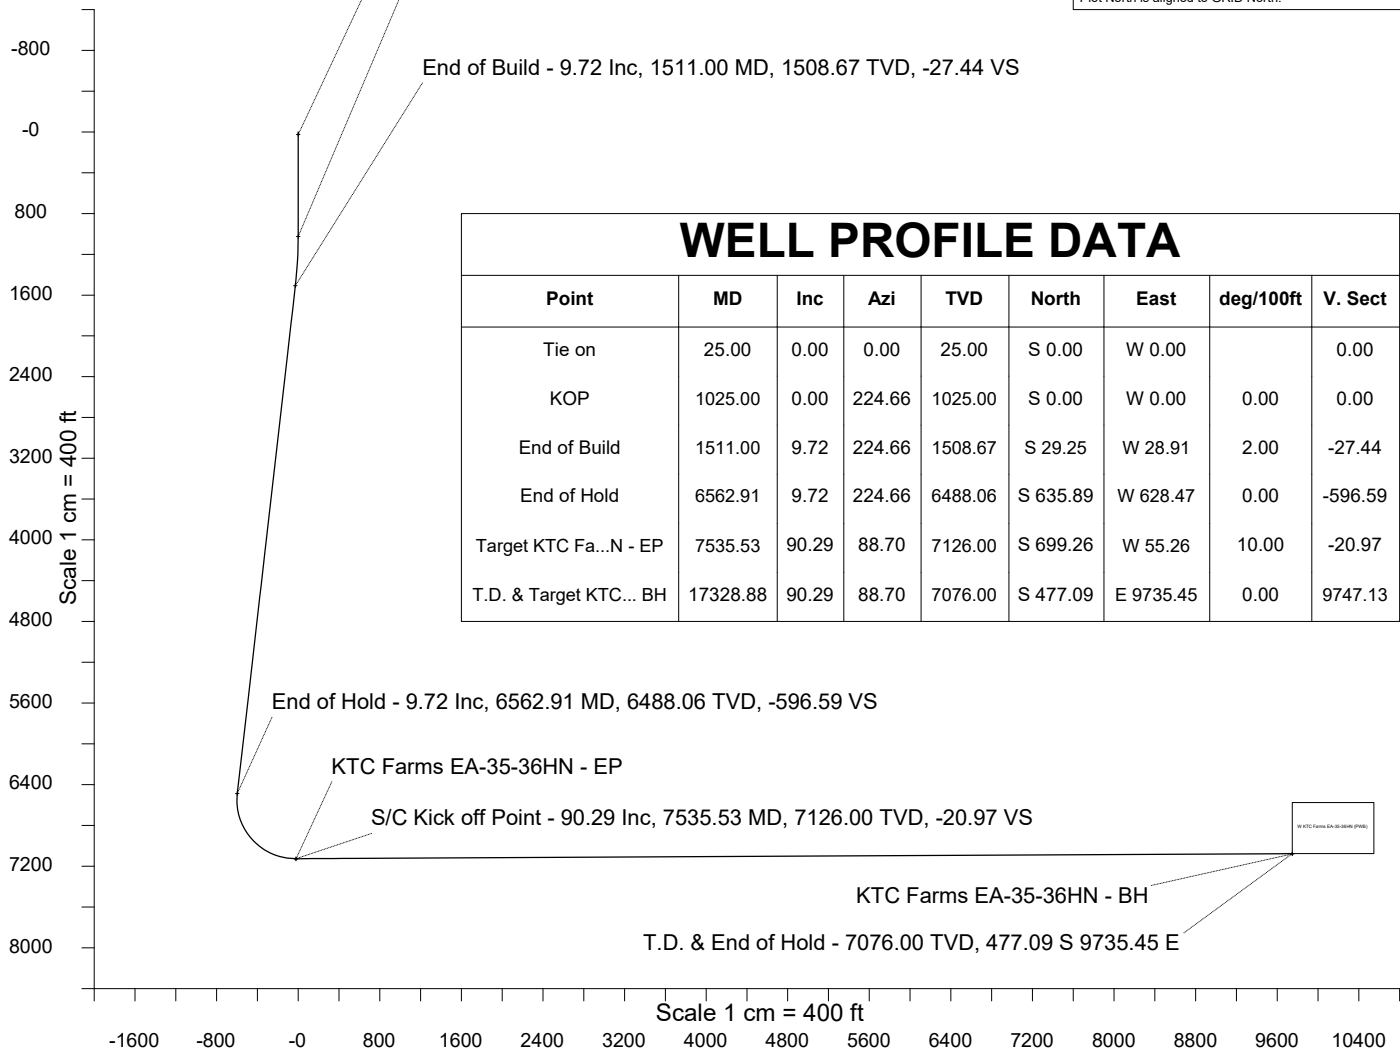 -800
End of Build - 9.72 Inc, 1511.00 MD, 1508.67 TVD, -27.44 VS
-0
800
WELL PROFILE DATA
1600
Point MD Inc Azi TVD North East deg/100ft V. Sect
Tie on 25.00 0.00 0.00 25.00 S 0.00 W 0.00 0.00
2400
KOP 1025.00 0.00 224.66 1025.00 S 0.00 W 0.00 0.00 0.00
End of Build 1511.00 9.72 224.66 1508.67 S 29.25 W 28.91 2.00 -27.44
3200
Scale 1 cm = 400 ft
End of Hold 6562.91 9.72 224.66 6488.06 S 635.89 W 628.47 0.00 -596.59
4000
Target KTC Fa...N - EP 7535.53 90.29 88.70 7126.00 S 699.26 W 55.26 10.00 -20.97
T.D. & Target KTC... BH 17328.88 90.29 88.70 7076.00 S 477.09 E 9735.45 0.00 9747.13
4800
5600
End of Hold - 9.72 Inc, 6562.91 MD, 6488.06 TVD, -596.59 VS
KTC Farms EA-35-36HN - EP
6400
S/C Kick off Point - 90.29 Inc, 7535.53 MD, 7126.00 TVD, -20.97 VS
W KTC Farms EA-35-36HN (PWB)
7200
KTC Farms EA-35-36HN - BH
T.D. & End of Hold - 7076.00 TVD, 477.09 S 9735.45 E
8000
Scale 1 cm = 400 ft
-1600 -800 -0 800 1600 2400 3200 4000 4800 5600 6400 7200 8000 8800 9600 10400